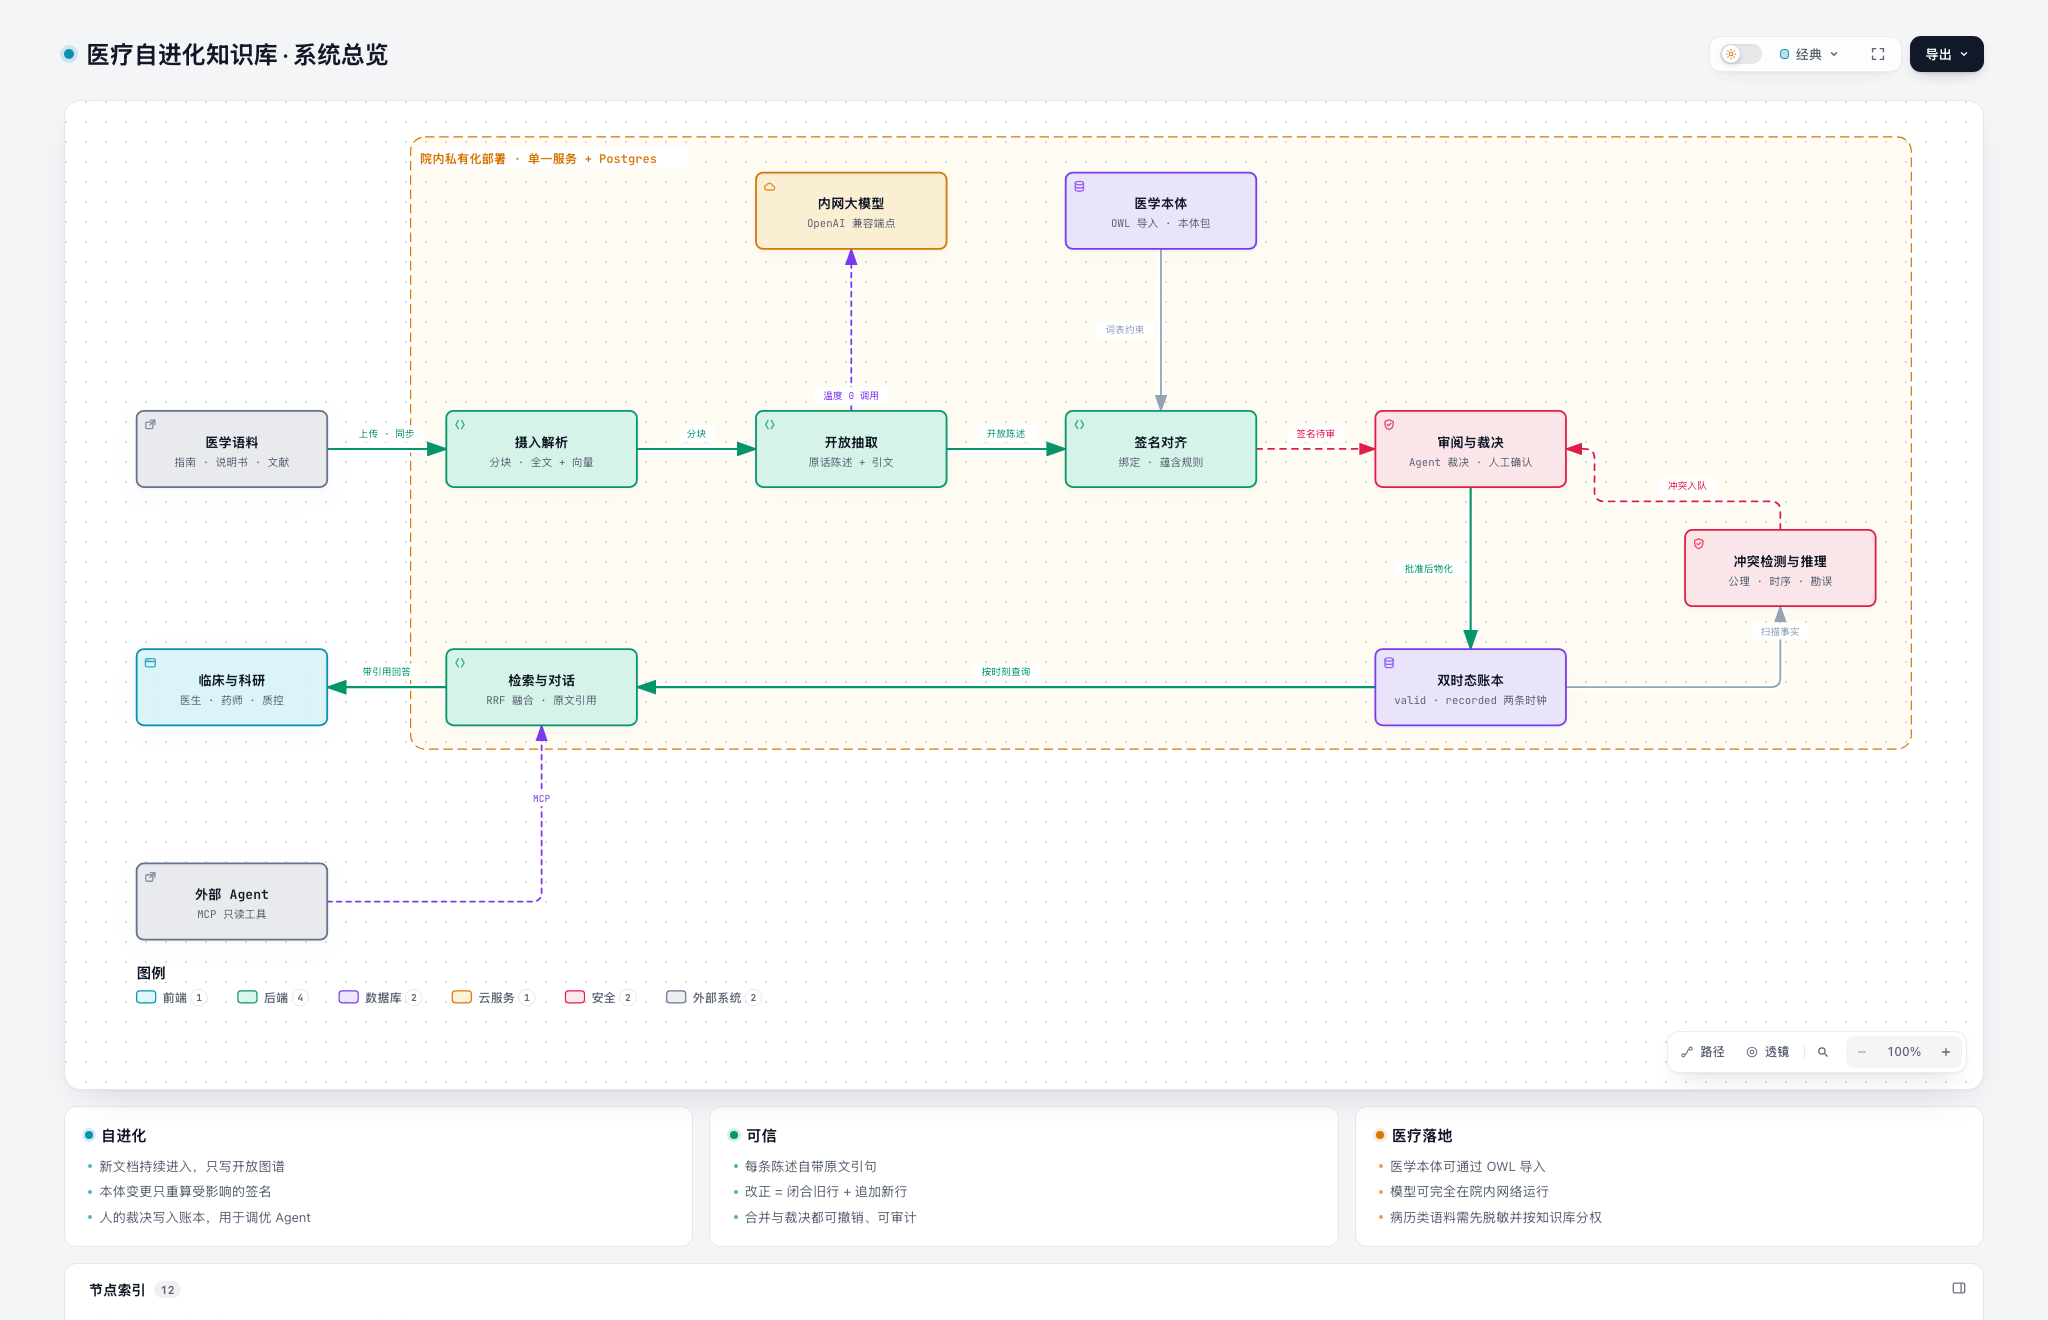 医疗自进化知识库 · 系统总览
经典
导出
院内私有化部署 · 单一服务 + Postgres
内网大模型
OpenAI 兼容端点
医学本体
OWL 导入 · 本体包
词表约束
温度 0 调用
医学语料
指南 · 说明书 · 文献
上传 · 同步
摄入解析
分块 · 全文 + 向量
分块
开放抽取
原话陈述 + 引文
开放陈述
签名对齐
绑定 · 蕴含规则
签名待审
审阅与裁决
Agent 裁决 · 人工确认
冲突入队
冲突检测与推理
公理 · 时序 · 勘误
批准后物化
扫描事实
临床与科研
医生 · 药师 · 质控
带引用回答
检索与对话
RRF 融合 · 原文引用
按时刻查询
双时态账本
valid · recorded 两条时钟
MCP
外部 Agent
MCP 只读工具
图例
前端 1
后端 4
数据库 2
云服务 1
安全 2
外部系统 2
路径
透镜
100%
自进化
新文档持续进入，只写开放图谱
本体变更只重算受影响的签名
人的裁决写入账本，用于调优 Agent
可信
每条陈述自带原文引句
改正 = 闭合旧行 + 追加新行
合并与裁决都可撤销、可审计
医疗落地
医学本体可通过 OWL 导入
模型可完全在院内网络运行
病历类语料需先脱敏并按知识库分权
节点索引 12